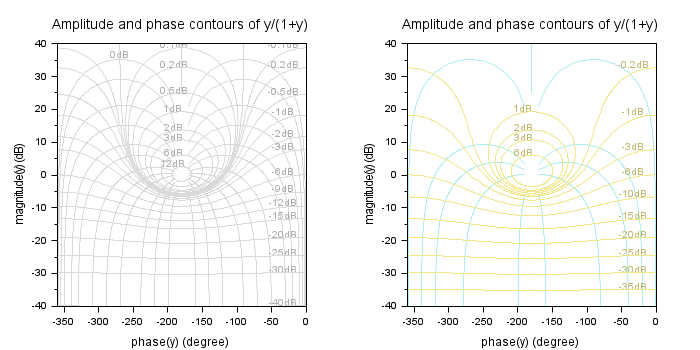 Amplitude and phase contours of y/(1+y)
magnitude(y) (dB)
40
30
20
10
0
-10
-20
-30
-40
0dB
0.1dB
0.2dB
0.5dB
1dB
2dB
3dB
6dB
12dB
-0.1dB
-0.2dB
-0.5dB
-1dB
-2dB
-3dB
-6dB
-9dB
-12dB
-15dB
-20dB
-25dB
-30dB
-40dB
-350 -300 -250 -200 -150 -100 -50 0
phase(y) (degree)
Amplitude and phase contours of y/(1+y)
magnitude(y) (dB)
40
30
20
10
0
-10
-20
-30
-40
1dB
2dB
3dB
6dB
-0.2dB
-1dB
-3dB
-6dB
-10dB
-15dB
-20dB
-25dB
-30dB
-35dB
-350 -300 -250 -200 -150 -100 -50 0
phase(y) (degree)